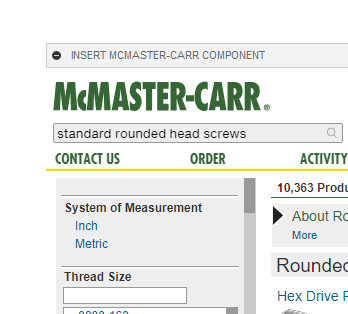 INSERT MCMASTER-CARR COMPONENT
McMASTER-CARR®
standard rounded head screws
CONTACT US ORDER ACTIVITY
10,363 Produ
System of Measurement
Inch
Metric
About Ro
More
Rounded
Thread Size
Hex Drive